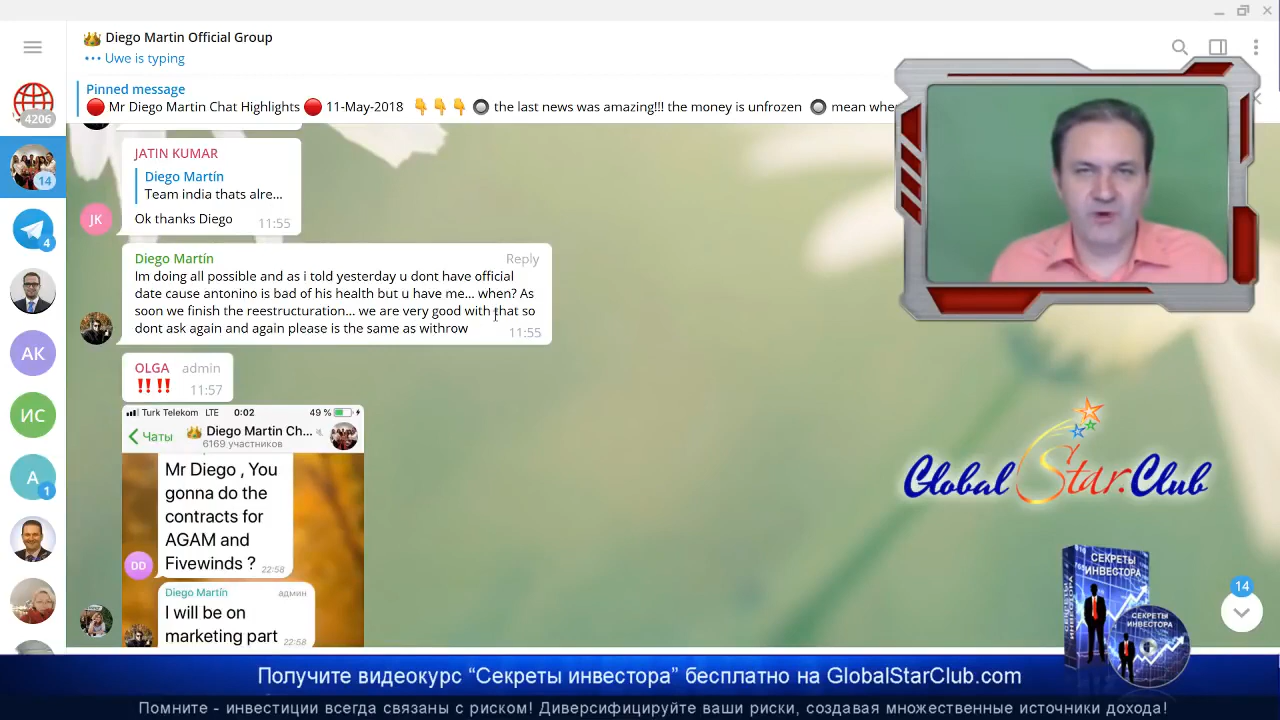 Diego Martin Official Group
Uwe is typing
Pinned message
Mr Diego Martin Chat Highlights 🔴 11-May-2018 👇👇👇 🔘 the last news was amazing!!! the money is unfrozen 🔘 mean when
4206
14
4
АК
ИС
А
1
JATIN KUMAR
Diego Martín
Team india thats alre...
Ok thanks Diego
11:55
JK
Diego Martín
Reply
Im doing all possible and as i told yesterday u dont have official
date cause antonino is bad of his health but u have me... when? As
soon we finish the reestructuration... we are very good with that so
dont ask again and again please is the same as withrow
11:55
OLGA admin
‼️‼️
11:57
Turk Telekom LTE 0:02 49 %
Чаты
Diego Martin Ch...
6169 участников
Mr Diego , You
gonna do the
contracts for
AGAM and
Fivewinds ?
22:58
DD
Diego Martín
админ
I will be on
marketing part
22:58
Global Star.Club
СЕКРЕТЫ
ИНВЕСТОРА
СЕКРЕТЫ
ИНВЕСТОРА
14
Получите видеокурс “Секреты инвестора” бесплатно на GlobalStarClub.com
Помните - инвестиции всегда связаны с риском! Диверсифицируйте ваши риски, создавая множественные источники дохода!